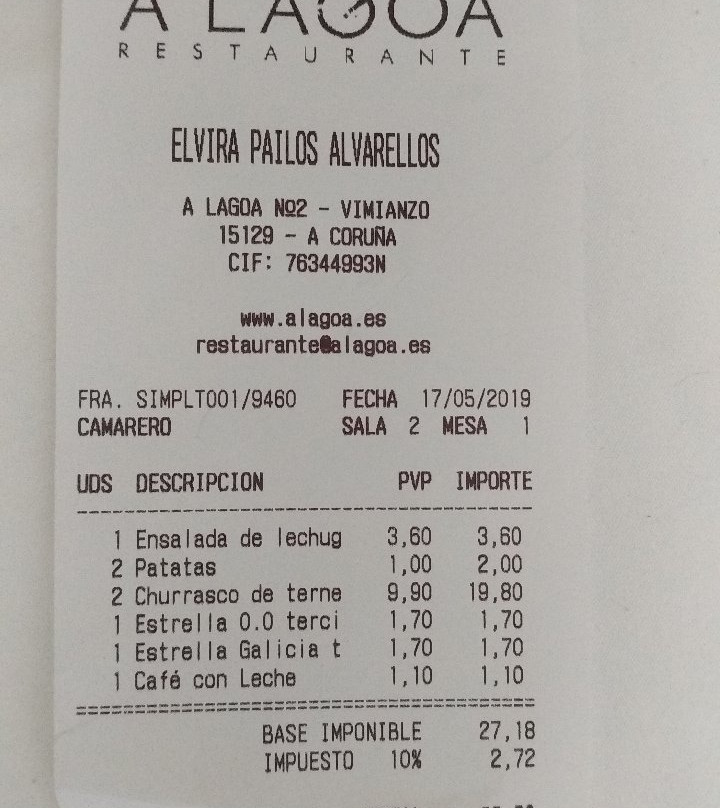 A LAGOA
RESTAURANTE
ELVIRA PAILOS ALVARELLOS
A LAGOA Nº2 - VIMIANZO
15129 - A CORUÑA
CIF: 76344993N
www.alagoa.es
restaurante@alagoa.es
FRA. SIMPLT001/9460 FECHA 17/05/2019
CAMARERO SALA 2 MESA 1
UDS DESCRIPCION PVP IMPORTE
1 Ensalada de lechug 3,60 3,60
2 Patatas 1,00 2,00
2 Churrasco de terne 9,90 19,80
1 Estrella 0.0 terci 1,70 1,70
1 Estrella Galicia t 1,70 1,70
1 Café con Leche 1,10 1,10
BASE IMPONIBLE 27,18
IMPUESTO 10% 2,72